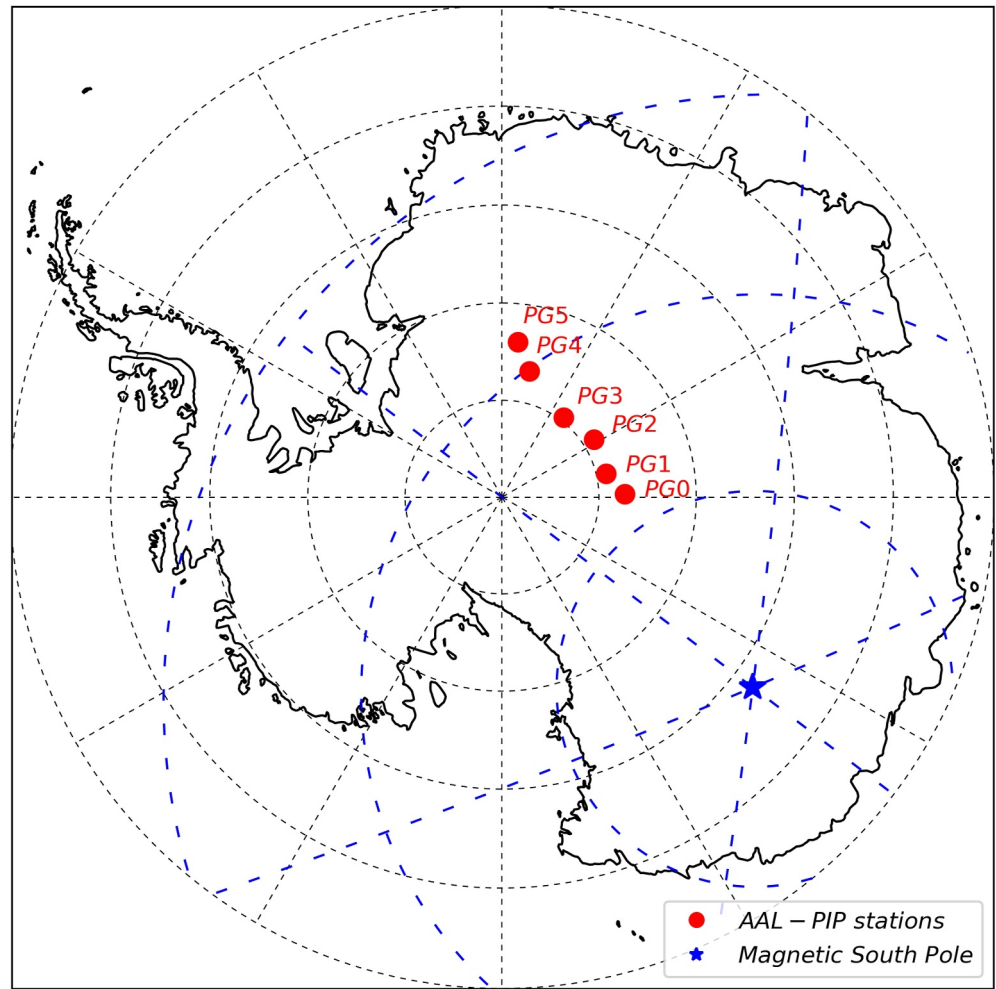 PG5
PG4
PG3
PG2
PG1
PG0
AAL – PIP stations
Magnetic South Pole